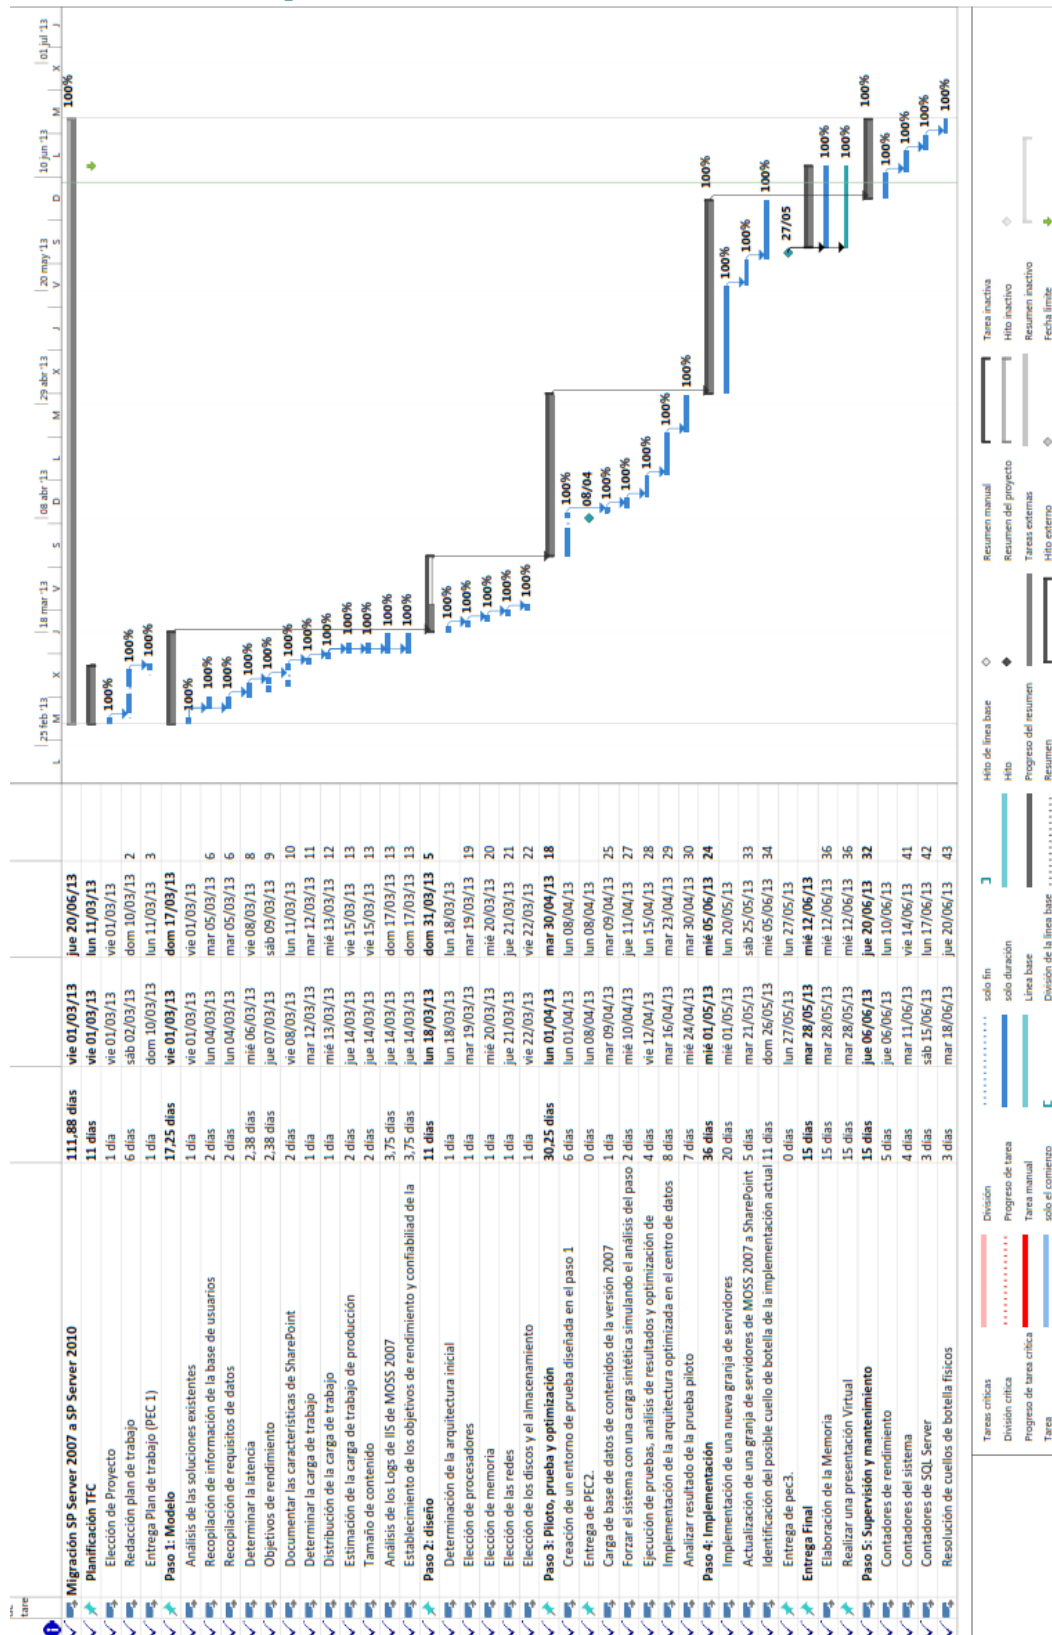 tare
25 feb '13 18 mar '13 08 abr '13 29 abr '13 20 may '13 10 jun '13 01 jul '13
L M X J V S D L M X J V S D L M X J
Migración SP Server 2007 a SP Server 2010 111,88 días vie 01/03/13 jue 20/06/13 100%
Planificación TFC 11 días vie 01/03/13 lun 11/03/13
Elección de Proyecto 1 día vie 01/03/13 vie 01/03/13 100%
Redacción plan de trabajo 6 días sáb 02/03/13 dom 10/03/13 2 100%
Entrega Plan de trabajo (PEC 1) 1 día dom 10/03/13 lun 11/03/13 3 100%
Paso 1: Modelo 17,25 días vie 01/03/13 dom 17/03/13
Análisis de las soluciones existentes 1 día vie 01/03/13 vie 01/03/13 100%
Recopilación de información de la base de usuarios 2 días lun 04/03/13 mar 05/03/13 6 100%
Recopilación de requisitos de datos 2 días lun 04/03/13 mar 05/03/13 6 100%
Determinar la latencia 2,38 días mié 06/03/13 vie 08/03/13 8 100%
Objetivos de rendimiento 2,38 días jue 07/03/13 sáb 09/03/13 9 100%
Documentar las características de SharePoint 2 días vie 08/03/13 lun 11/03/13 10 100%
Determinar la carga de trabajo 1 día mar 12/03/13 mar 12/03/13 11 100%
Distribución de la carga de trabajo 1 día mié 13/03/13 mié 13/03/13 12 100%
Estimación de la carga de trabajo de producción 2 días jue 14/03/13 vie 15/03/13 13 100%
Tamaño de contenido 2 días jue 14/03/13 vie 15/03/13 13 100%
Análisis de los Logs de IIS de MOSS 2007 3,75 días jue 14/03/13 dom 17/03/13 13 100%
Establecimiento de los objetivos de rendimiento y confiabiliad de la 3,75 días jue 14/03/13 dom 17/03/13 13 100%
Paso 2: diseño 11 días lun 18/03/13 dom 31/03/13 5
Determinación de la arquitectura inicial 1 día lun 18/03/13 lun 18/03/13 100%
Elección de procesadores 1 día mar 19/03/13 mar 19/03/13 19 100%
Elección de memoria 1 día mié 20/03/13 mié 20/03/13 20 100%
Elección de las redes 1 día jue 21/03/13 jue 21/03/13 21 100%
Elección de los discos y el almacenamiento 1 día vie 22/03/13 vie 22/03/13 22 100%
Paso 3: Piloto, prueba y optimización 30,25 días lun 01/04/13 mar 30/04/13 18
Creación de un entorno de prueba diseñada en el paso 1 6 días lun 01/04/13 lun 08/04/13 100%
Entrega de PEC2. 0 días lun 08/04/13 lun 08/04/13 08/04
Carga de base de datos de contenidos de la versión 2007 1 día mar 09/04/13 mar 09/04/13 25 100%
Forzar el sistema con una carga sintética simulando el análisis del paso 2 días mié 10/04/13 jue 11/04/13 27 100%
Ejecución de pruebas, análisis de resultados y optimización de 4 días vie 12/04/13 lun 15/04/13 28 100%
Implementación de la arquitectura optimizada en el centro de datos 8 días mar 16/04/13 mar 23/04/13 29 100%
Analizar resultado de la prueba piloto 7 días mié 24/04/13 mar 30/04/13 30 100%
Paso 4: Implementación 36 días mié 01/05/13 mié 05/06/13 24 100%
Implementación de una nueva granja de servidores 20 días mié 01/05/13 lun 20/05/13 100%
Actualización de una granja de servidores de MOSS 2007 a SharePoint 5 días mar 21/05/13 sáb 25/05/13 33 100%
Identificación del posible cuello de botella de la implementación actual 11 días dom 26/05/13 mié 05/06/13 34 100%
Entrega de pec3. 0 días lun 27/05/13 lun 27/05/13 27/05
Entrega Final 15 días mar 28/05/13 mié 12/06/13
Elaboración de la Memoria 15 días mar 28/05/13 mié 12/06/13 36 100%
Realizar una presentación Virtual 15 días mar 28/05/13 mié 12/06/13 36 100%
Paso 5: Supervisión y mantenimiento 15 días jue 06/06/13 jue 20/06/13 32 100%
Contadores de rendimiento 5 días jue 06/06/13 lun 10/06/13 100%
Contadores del sistema 4 días mar 11/06/13 vie 14/06/13 41 100%
Contadores de SQL Server 3 días sáb 15/06/13 lun 17/06/13 42 100%
Resolución de cuellos de botella físicos 3 días mar 18/06/13 jue 20/06/13 43 100%
Tareas críticas División solo fin Hito de línea base Resumen manual Tarea inactiva
División crítica Progreso de tarea solo duración Hito Resumen del proyecto Hito inactivo
Progreso de tarea crítica Tarea manual Línea base Progreso del resumen Tareas externas Resumen inactivo
Tarea solo el comienzo División de la línea base Resumen Hito externo Fecha límite